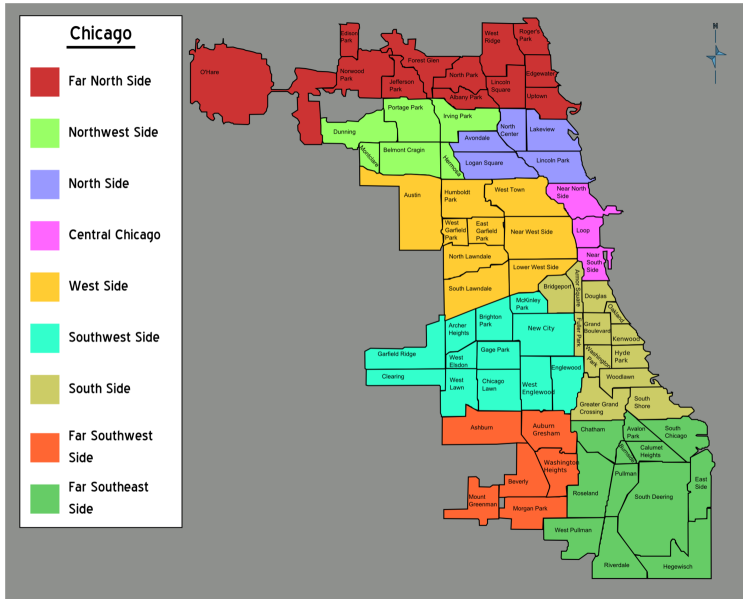 Chicago
Far North Side
Northwest Side
North Side
Central Chicago
West Side
Southwest Side
South Side
Far Southwest
Side
Far Southeast
Side
N
Edison
Park
West
Ridge
Roger's
Park
O'Hare
Norwood
Park
Forest Glen
Jefferson
Park
North Park
Albany Park
Lincoln
Square
Edgewater
Uptown
Portage Park
Irving Park
Dunning
North
Center
Lakeview
Avondale
Montclare
Belmont Cragin
Hermosa
Logan Square
Lincoln Park
Austin
Humboldt
Park
West Town
Near North
Side
West
Garfield
Park
East
Garfield
Park
Near West Side
Loop
North Lawndale
Near
South
Side
Lower West Side
South Lawndale
Bridgeport
Armor Square
Douglas
McKinley
Park
Oakland
Archer
Heights
Brighton
Park
New City
Fuller Park
Grand
Boulevard
Kenwood
Garfield Ridge
West
Elsdon
Gage Park
Washington
Park
Hyde
Park
Clearing
West
Lawn
Chicago
Lawn
West
Englewood
Englewood
Woodlawn
Greater Grand
Crossing
South
Shore
Ashburn
Auburn
Gresham
Chatham
Avalon
Park
South
Chicago
Burnside
Calumet
Heights
Washington
Heights
Beverly
Pullman
East
Side
Mount
Greenman
Morgan Park
Roseland
South Deering
West Pullman
Riverdale
Hegewisch